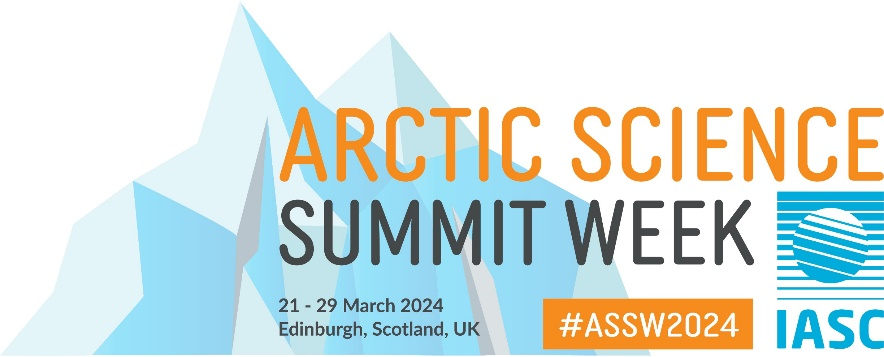 ARCTIC SCIENCE
SUMMIT WEEK
21 - 29 March 2024
Edinburgh, Scotland, UK
#ASSW2024
IASC